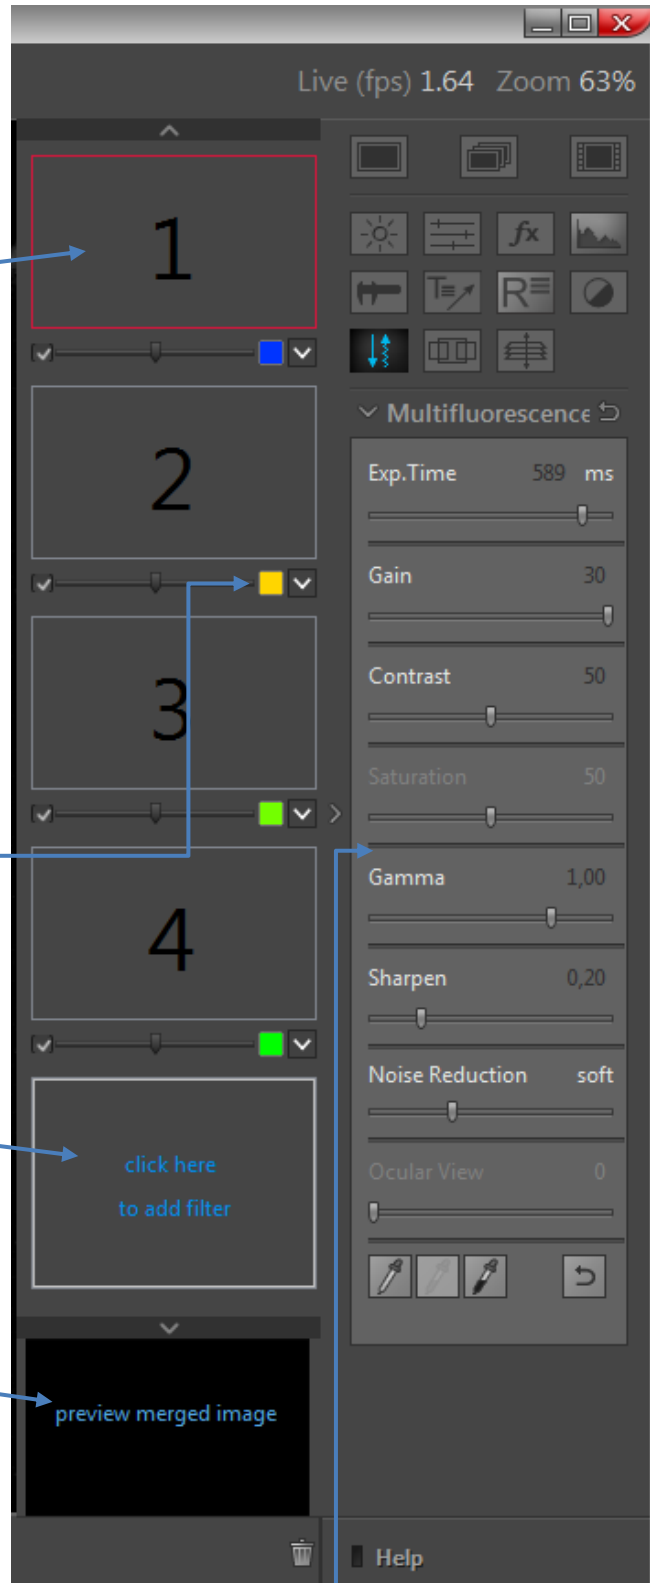 Live (fps) 1.64 Zoom 63%
1
2
3
4
click here
to add filter
preview merged image
fx
T
R
Multifluorescence
Exp.Time 589 ms
Gain 30
Contrast 50
Saturation 50
Gamma 1,00
Sharpen 0,20
Noise Reduction soft
Ocular View 0
Help